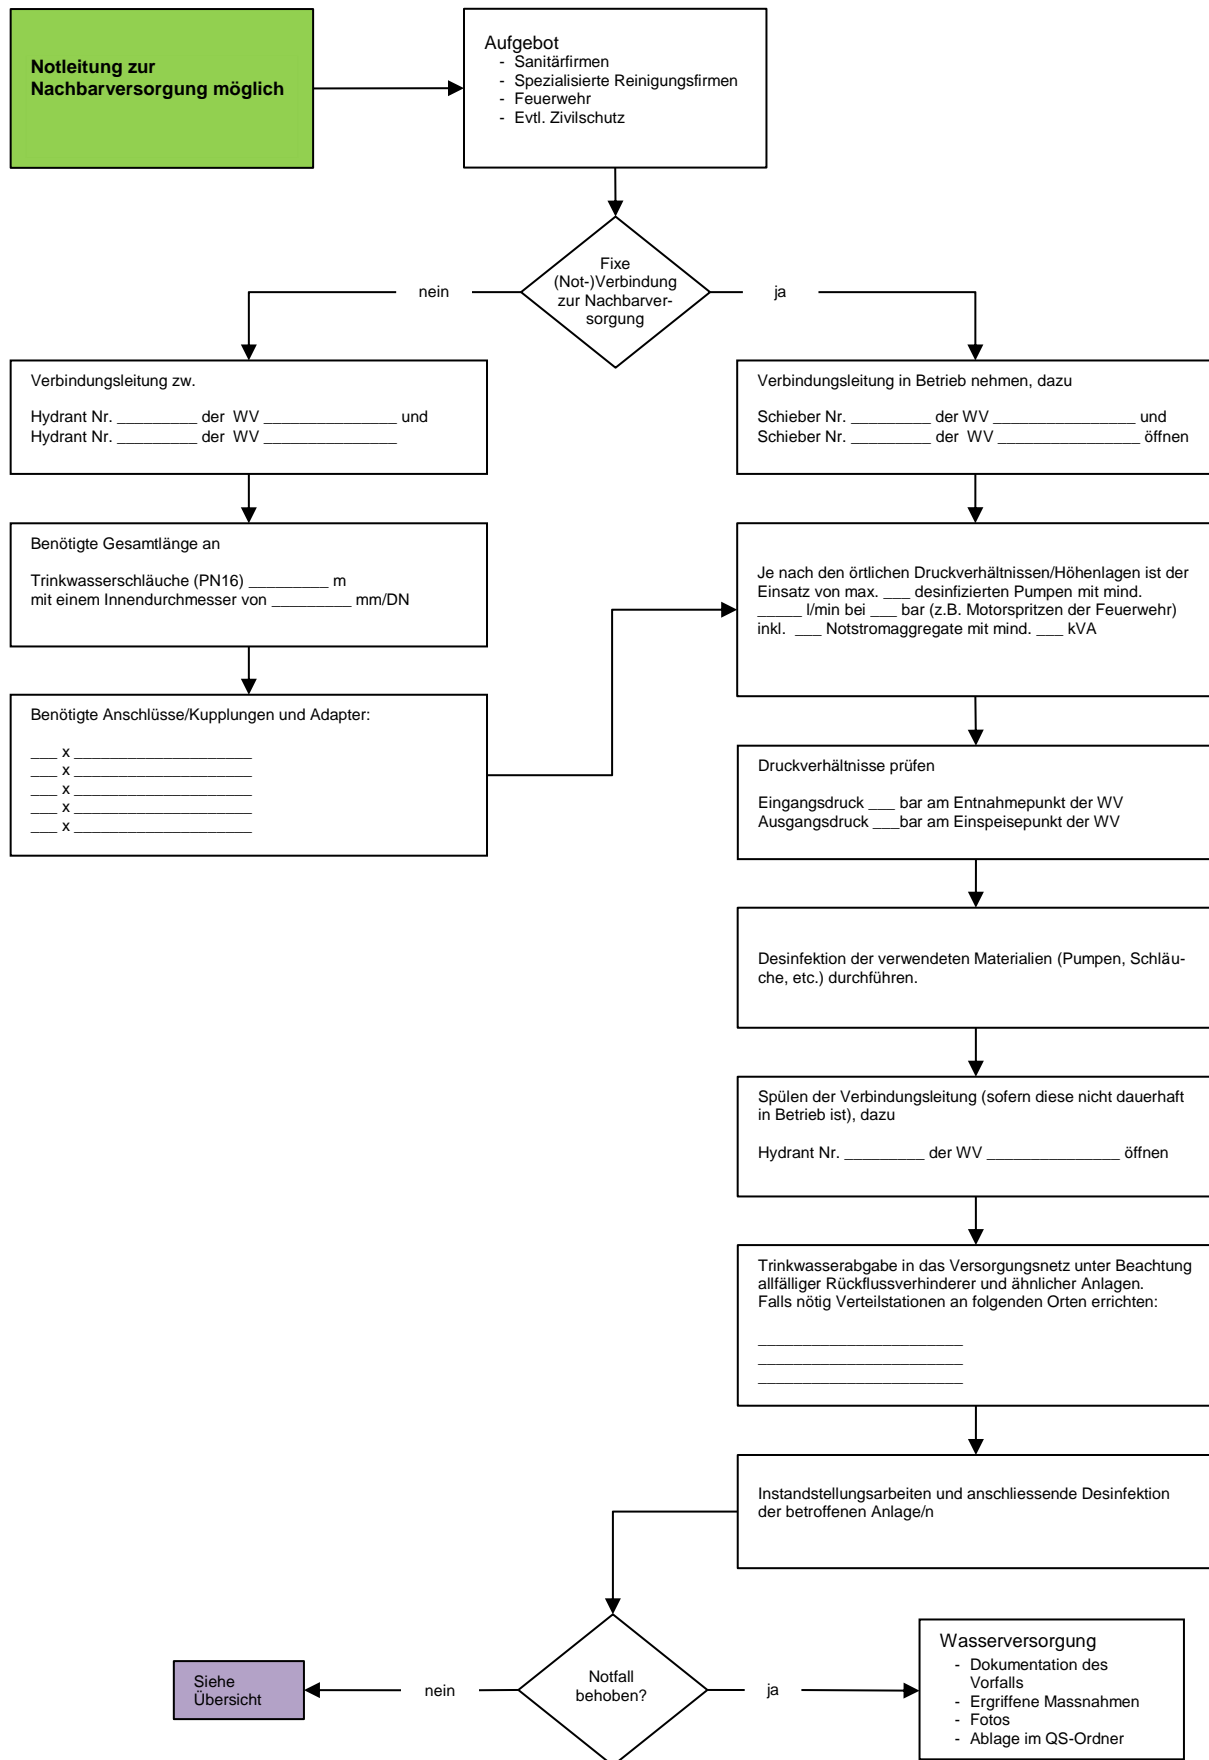 Notleitung zur
Nachbarversorgung möglich
Aufgebot
- Sanitärfirmen
- Spezialisierte Reinigungsfirmen
- Feuerwehr
- Evtl. Zivilschutz
Fixe
(Not-)Verbindung
zur Nachbarver-
sorgung
nein
ja
Verbindungsleitung zw.
Hydrant Nr. _________ der WV _______________ und
Hydrant Nr. _________ der WV _______________
Verbindungsleitung in Betrieb nehmen, dazu
Schieber Nr. _________ der WV ________________ und
Schieber Nr. _________ der WV ________________ öffnen
Benötigte Gesamtlänge an
Trinkwasserschläuche (PN16) _________ m
mit einem Innendurchmesser von _________ mm/DN
Je nach den örtlichen Druckverhältnissen/Höhenlagen ist der
Einsatz von max. ___ desinfizierten Pumpen mit mind.
_____ l/min bei ___ bar (z.B. Motorspritzen der Feuerwehr)
inkl. ___ Notstromaggregate mit mind. ___ kVA
Benötigte Anschlüsse/Kupplungen und Adapter:
___ x ____________________
___ x ____________________
___ x ____________________
___ x ____________________
___ x ____________________
Druckverhältnisse prüfen
Eingangsdruck ___ bar am Entnahmepunkt der WV
Ausgangsdruck ___bar am Einspeisepunkt der WV
Desinfektion der verwendeten Materialien (Pumpen, Schläu-
che, etc.) durchführen.
Spülen der Verbindungsleitung (sofern diese nicht dauerhaft
in Betrieb ist), dazu
Hydrant Nr. _________ der WV _______________ öffnen
Trinkwasserabgabe in das Versorgungsnetz unter Beachtung
allfälliger Rückflussverhinderer und ähnlicher Anlagen.
Falls nötig Verteilstationen an folgenden Orten errichten:
_______________________
_______________________
_______________________
Instandstellungsarbeiten und anschliessende Desinfektion
der betroffenen Anlage/n
Notfall
behoben?
nein
ja
Siehe
Übersicht
Wasserversorgung
- Dokumentation des
Vorfalls
- Ergriffene Massnahmen
- Fotos
- Ablage im QS-Ordner